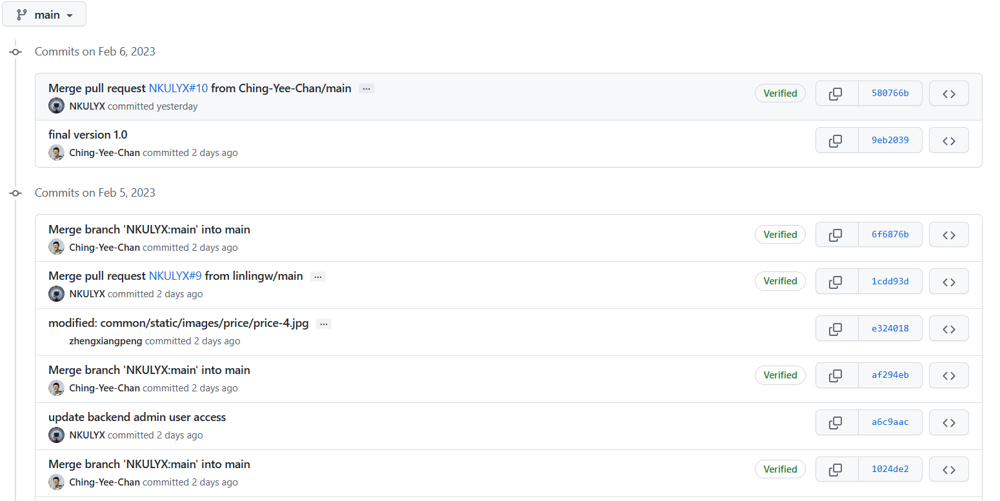 main
Commits on Feb 6, 2023
Merge pull request NKULYX#10 from Ching-Yee-Chan/main ...
NKULYX committed yesterday
Verified
580766b
final version 1.0
Ching-Yee-Chan committed 2 days ago
9eb2039
Commits on Feb 5, 2023
Merge branch 'NKULYX:main' into main
Ching-Yee-Chan committed 2 days ago
Verified
6f6876b
Merge pull request NKULYX#9 from linlingw/main ...
NKULYX committed 2 days ago
Verified
1cdd93d
modified: common/static/images/price/price-4.jpg ...
zhengxiangpeng committed 2 days ago
e324018
Merge branch 'NKULYX:main' into main
Ching-Yee-Chan committed 2 days ago
Verified
af294eb
update backend admin user access
NKULYX committed 2 days ago
a6c9aac
Merge branch 'NKULYX:main' into main
Ching-Yee-Chan committed 2 days ago
Verified
1024de2